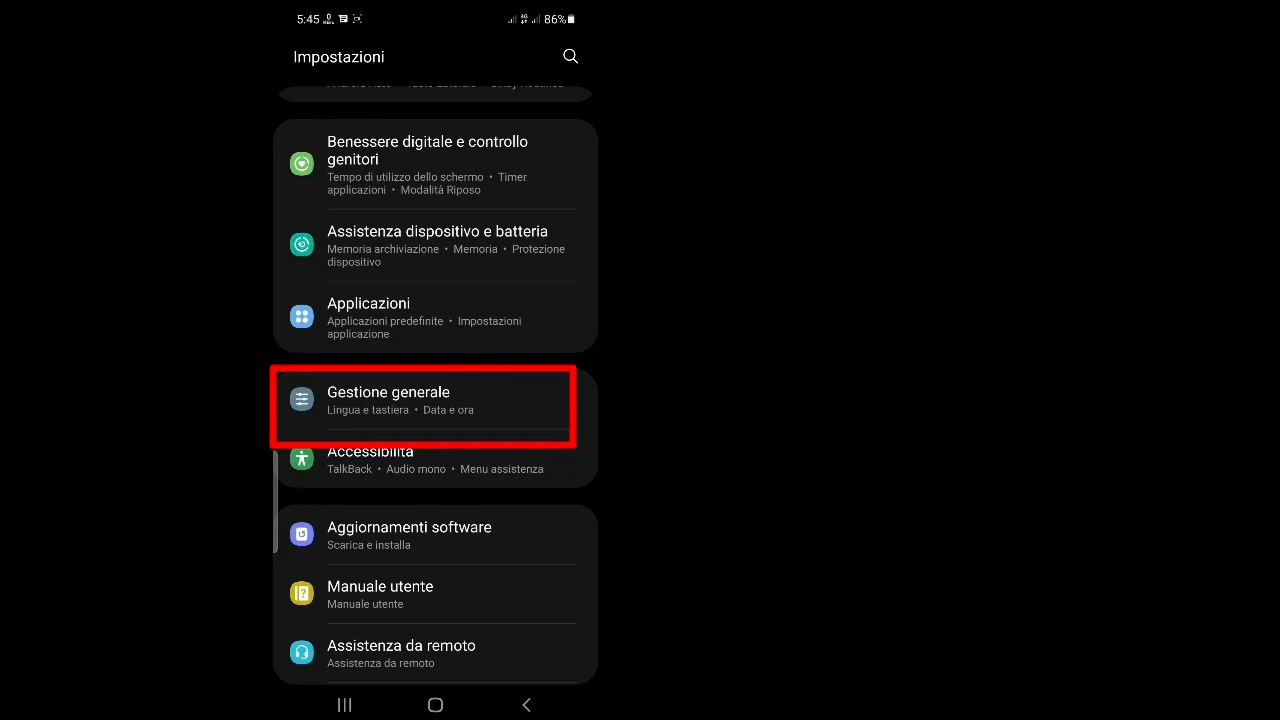 5:45 86%
Impostazioni
Benessere digitale e controllo
genitori
Tempo di utilizzo dello schermo • Timer
applicazioni • Modalità Riposo
Assistenza dispositivo e batteria
Memoria archiviazione • Memoria • Protezione
dispositivo
Applicazioni
Applicazioni predefinite • Impostazioni
applicazione
Gestione generale
Lingua e tastiera • Data e ora
Accessibilità
TalkBack • Audio mono • Menu assistenza
Aggiornamenti software
Scarica e installa
Manuale utente
Manuale utente
Assistenza da remoto
Assistenza da remoto